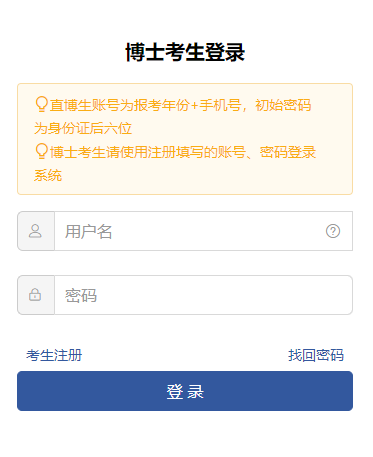 博士考生登录
直博生账号为报考年份+手机号，初始密码
为身份证后六位
博士考生请使用注册填写的账号、密码登录
系统
用户名
密码
考生注册 找回密码
登 录